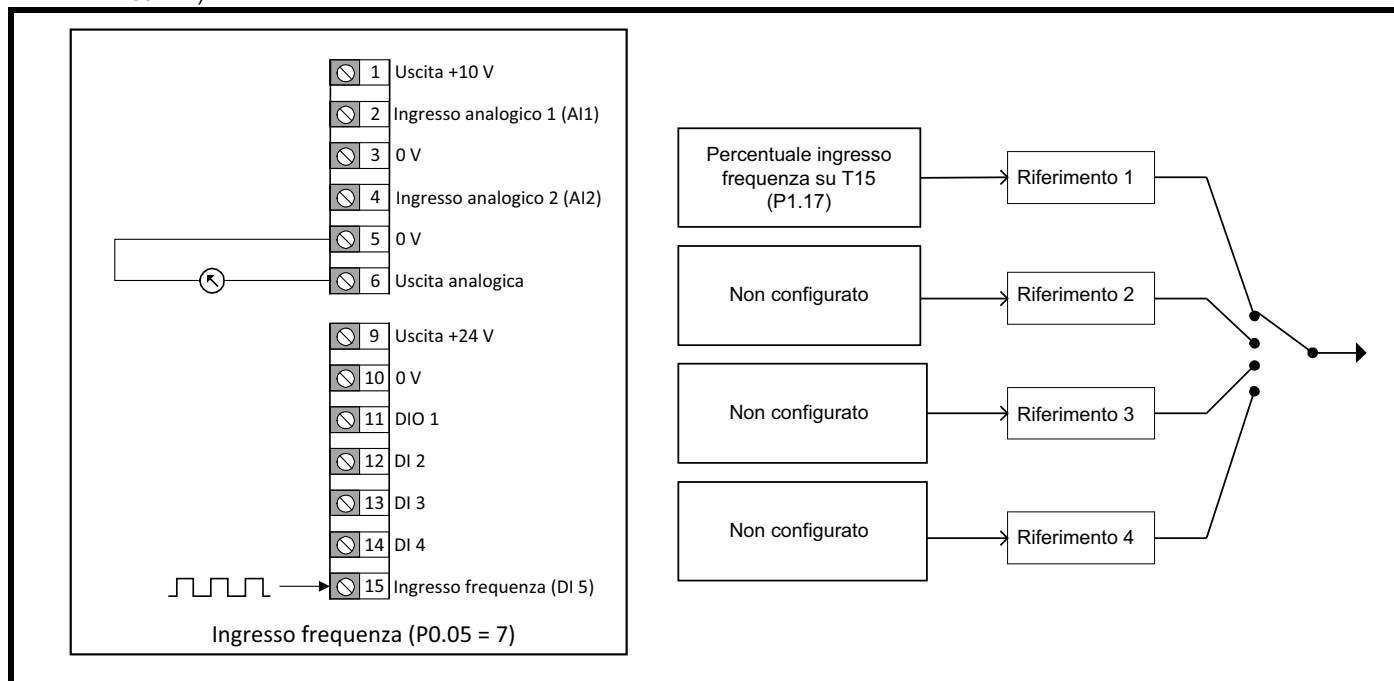 1 Uscita +10 V
2 Ingresso analogico 1 (AI1)
3 0 V
4 Ingresso analogico 2 (AI2)
5 0 V
6 Uscita analogica
9 Uscita +24 V
10 0 V
11 DIO 1
12 DI 2
13 DI 3
14 DI 4
15 Ingresso frequenza (DI 5)
Ingresso frequenza (P0.05 = 7)
Percentuale ingresso
frequenza su T15
(P1.17)
Riferimento 1
Non configurato
Riferimento 2
Non configurato
Riferimento 3
Non configurato
Riferimento 4